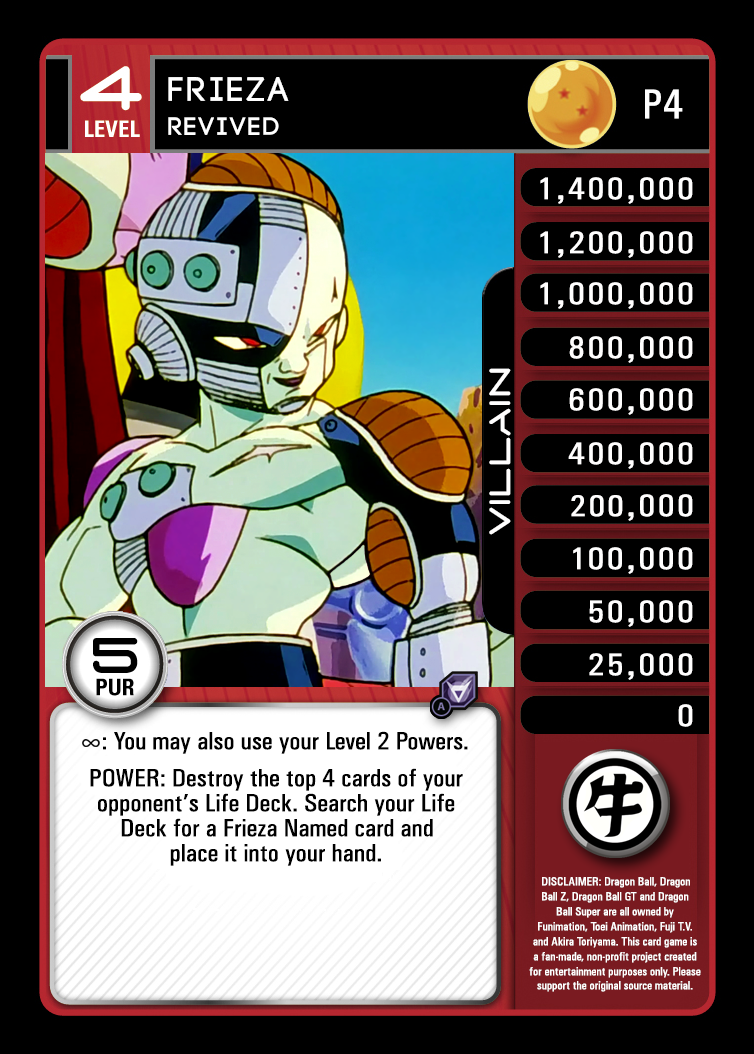 4
LEVEL
FRIEZA
REVIVED
P4
1,400,000
1,200,000
1,000,000
800,000
600,000
400,000
200,000
100,000
50,000
25,000
0
VILLAIN
5
PUR
A
∞: You may also use your Level 2 Powers.
POWER: Destroy the top 4 cards of your
opponent's Life Deck. Search your Life
Deck for a Frieza Named card and
place it into your hand.
牛
DISCLAIMER: Dragon Ball, Dragon
Ball Z, Dragon Ball GT and Dragon
Ball Super are all owned by
Funimation, Toei Animation, Fuji T.V.
and Akira Toriyama. This card game is
a fan-made, non-profit project created
for entertainment purposes only. Please
support the original source material.